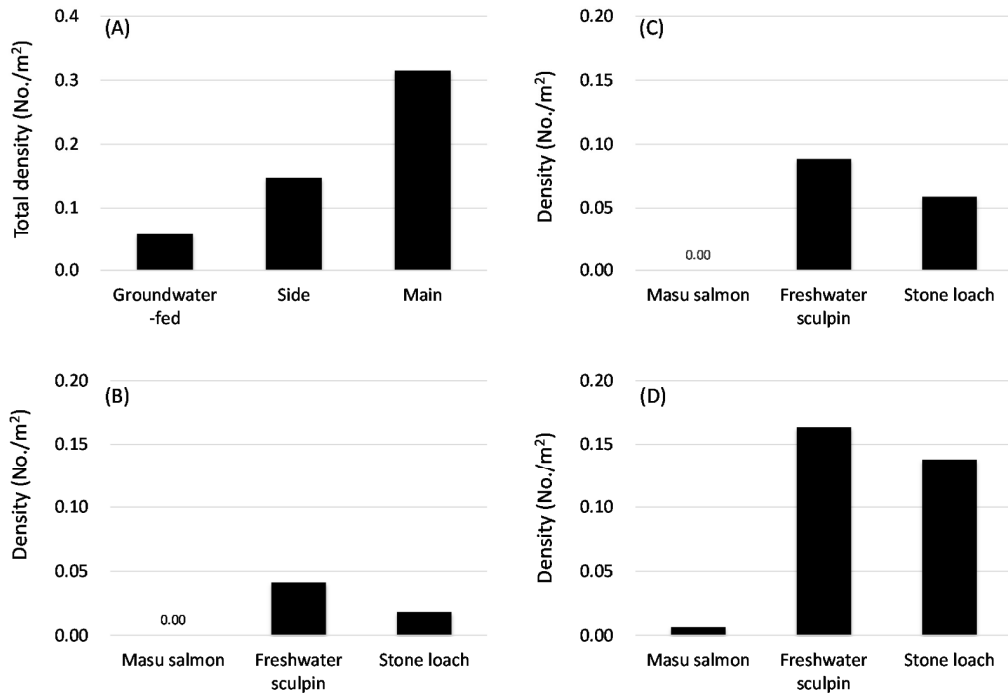 (A)
Total density (No./m²)
0.4
0.3
0.2
0.1
0.0
Groundwater
-fed
Side
Main
(C)
Density (No./m²)
0.20
0.15
0.10
0.05
0.00
0.00
Masu salmon
Freshwater
sculpin
Stone loach
(B)
Density (No./m²)
0.20
0.15
0.10
0.05
0.00
0.00
Masu salmon
Freshwater
sculpin
Stone loach
(D)
Density (No./m²)
0.20
0.15
0.10
0.05
0.00
Masu salmon
Freshwater
sculpin
Stone loach